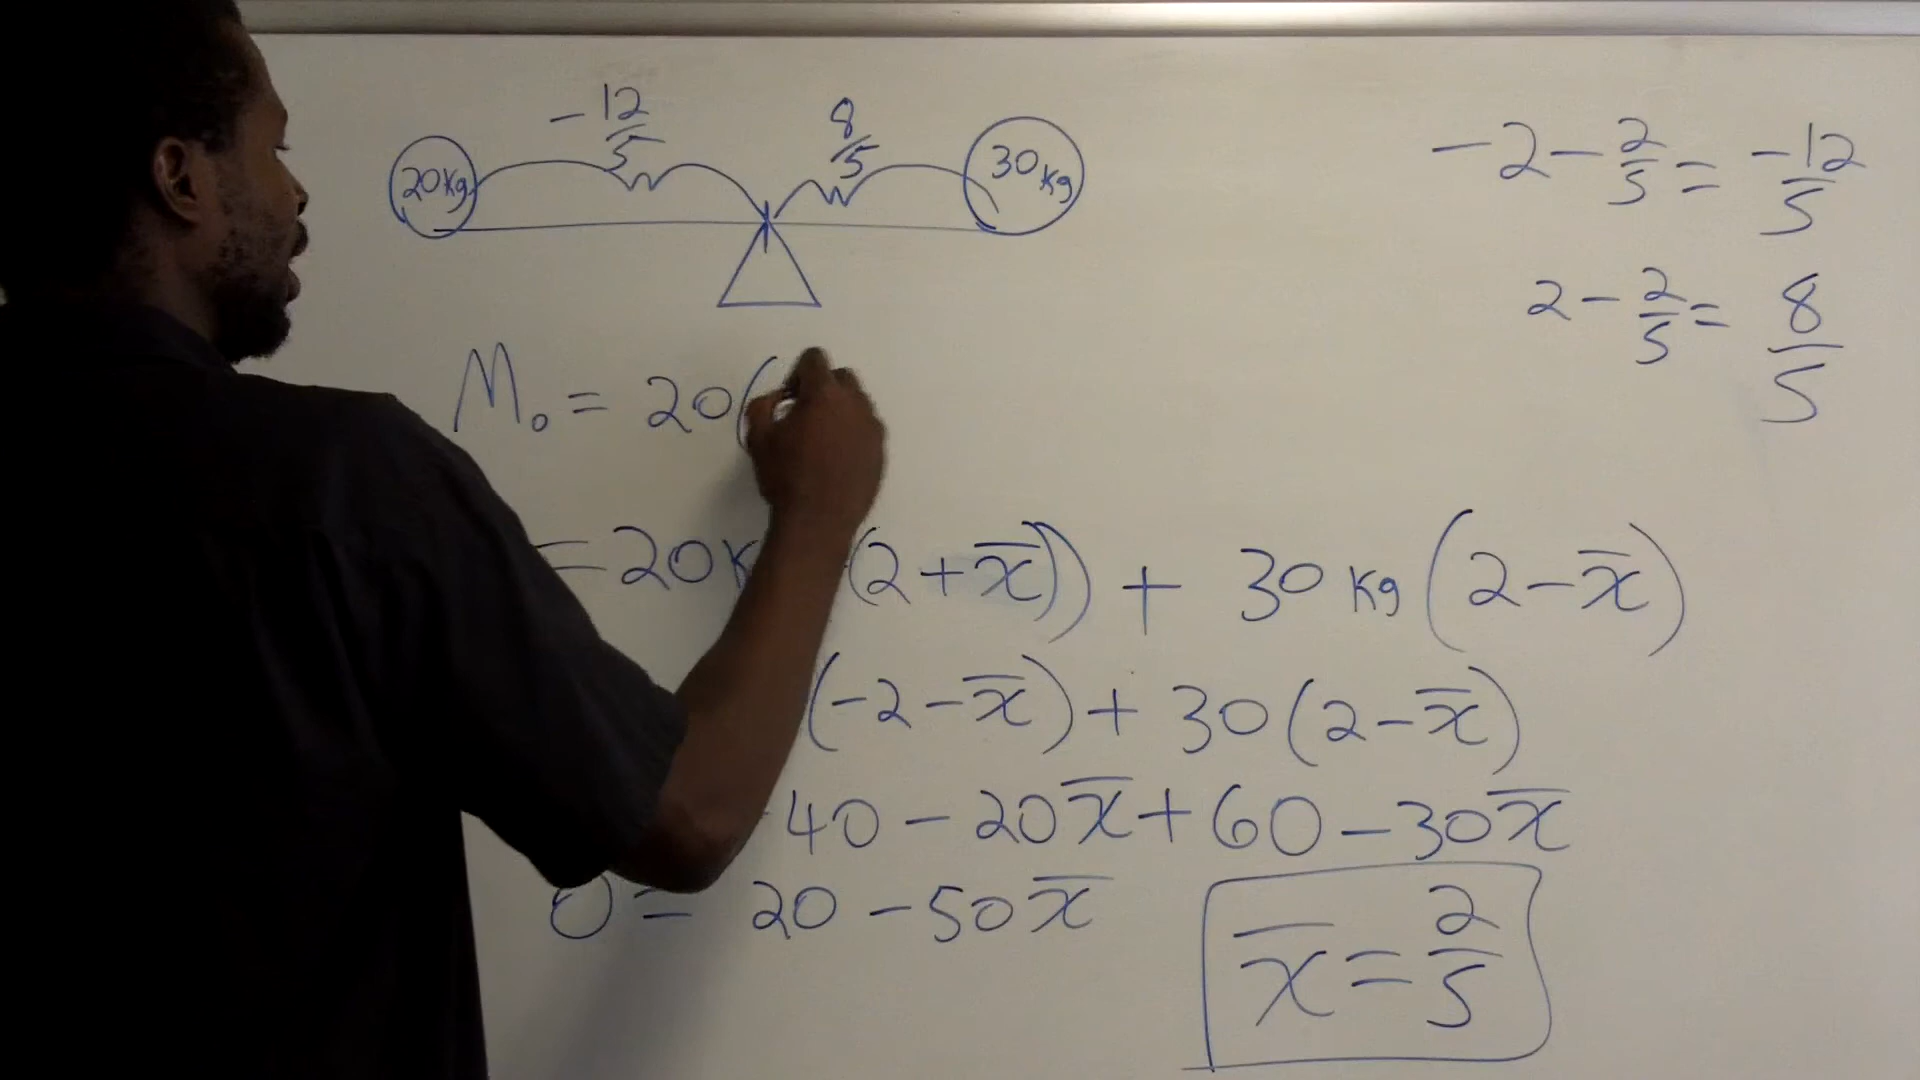 -12/5
8/5
20kg
30kg
-2 - 2/5 = -12/5
2 - 2/5 = 8/5
M₀ = 20(
= 20k (2 + x̄)) + 30 kg (2 - x̄)
(-2 - x̄) + 30 (2 - x̄)
40 - 20x̄ + 60 - 30x̄
0 = 20 - 50x̄
x̄ = 2/5